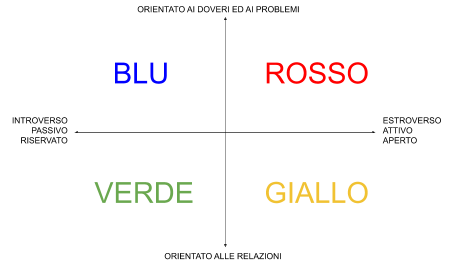 ORIENTATO AI DOVERI ED AI PROBLEMI
BLU
ROSSO
INTROVERSO
PASSIVO
RISERVATO
ESTROVERSO
ATTIVO
APERTO
VERDE
GIALLO
ORIENTATO ALLE RELAZIONI